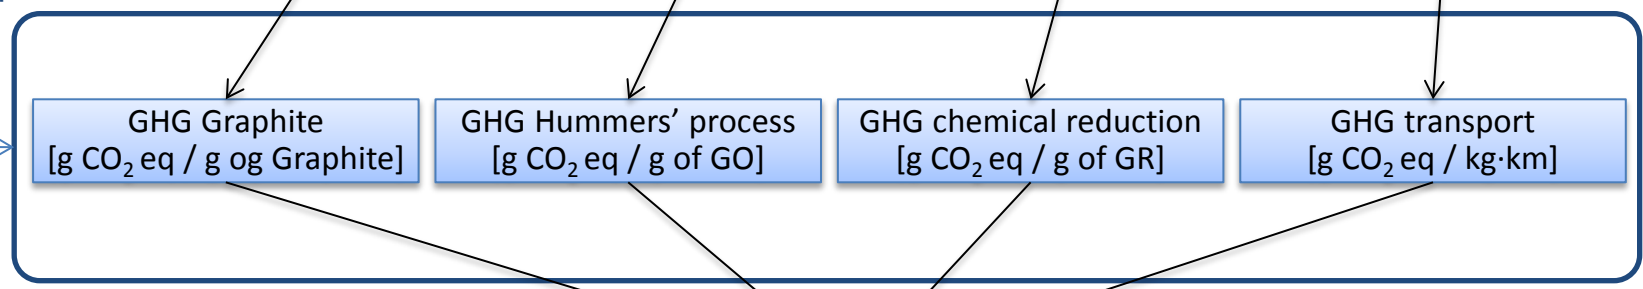 GHG Graphite
[g CO₂ eq / g og Graphite]
GHG Hummers’ process
[g CO₂ eq / g of GO]
GHG chemical reduction
[g CO₂ eq / g of GR]
GHG transport
[g CO₂ eq / kg·km]